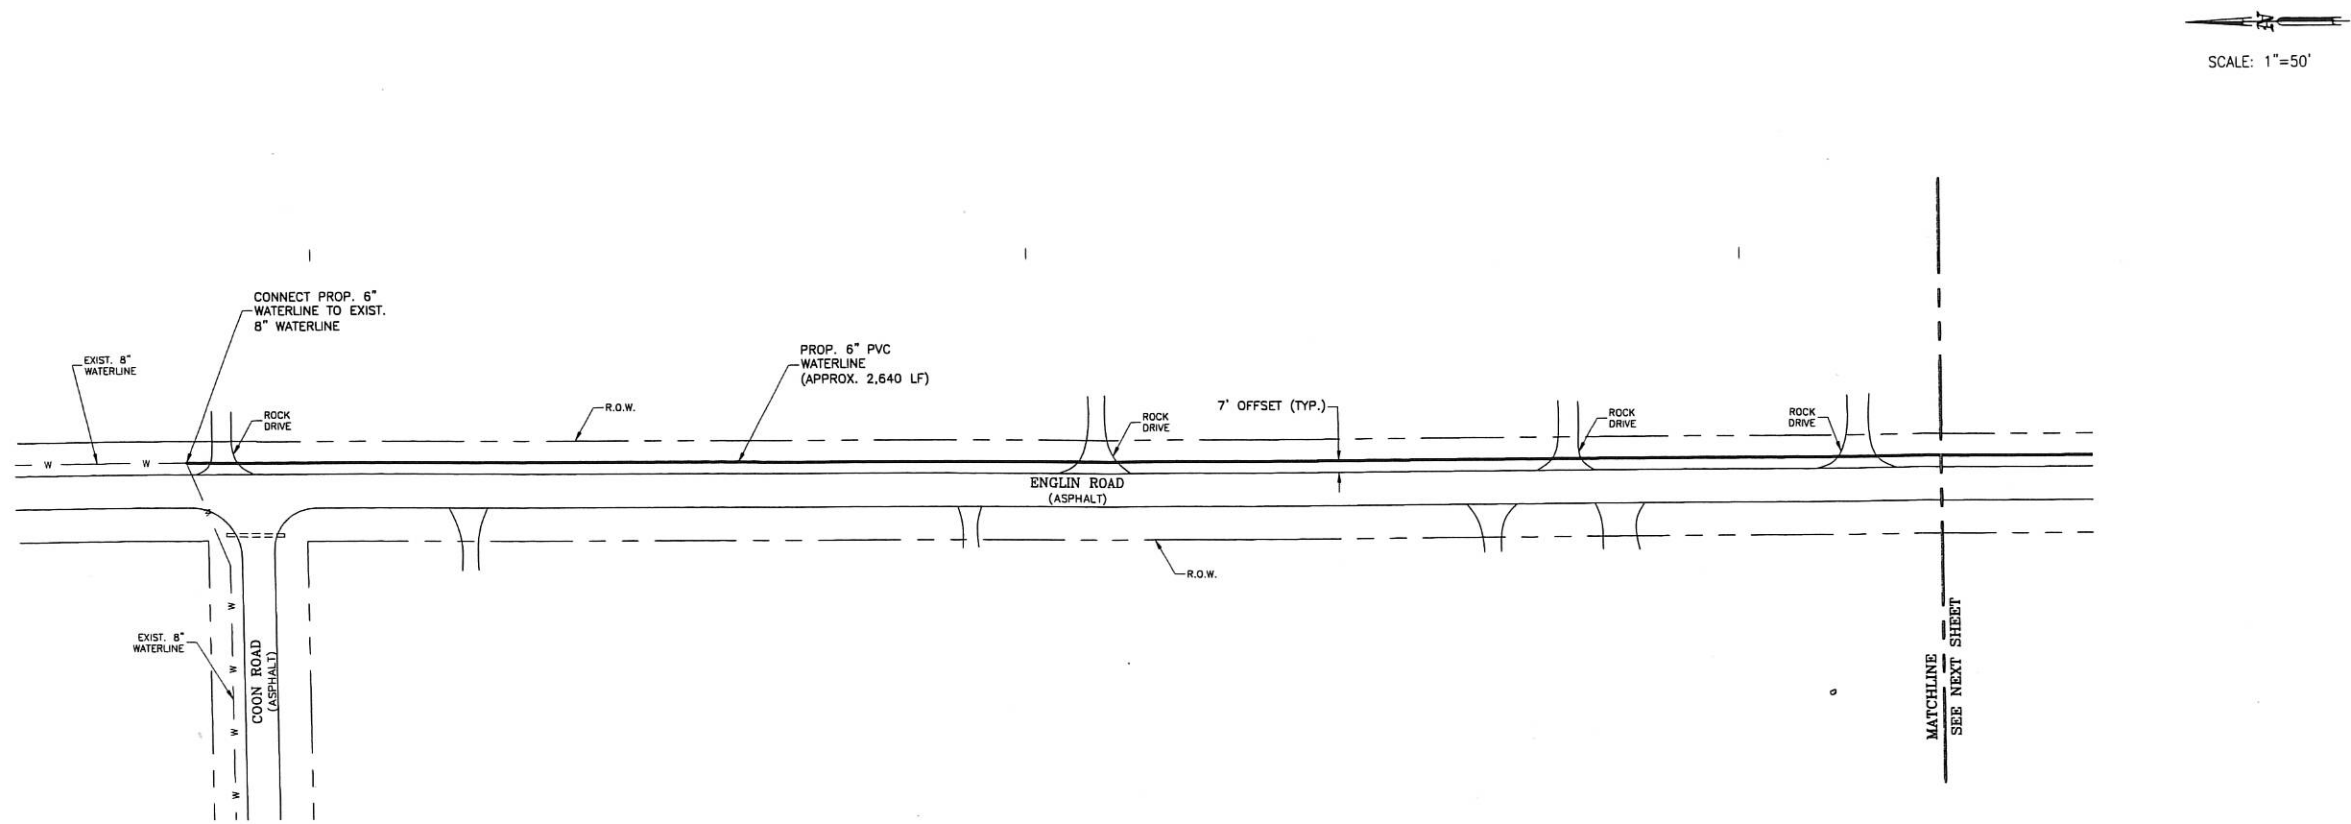 N
SCALE: 1"=50'
CONNECT PROP. 6"
WATERLINE TO EXIST.
8" WATERLINE
EXIST. 8"
WATERLINE
PROP. 6" PVC
WATERLINE
(APPROX. 2,640 LF)
ROCK
DRIVE
R.O.W.
7' OFFSET (TYP.)
ROCK
DRIVE
ROCK
DRIVE
ROCK
DRIVE
W
W
ENGLIN ROAD
(ASPHALT)
R.O.W.
EXIST. 8"
WATERLINE
W
W
W
W
COON ROAD
(ASPHALT)
MATCHLINE
SEE NEXT SHEET